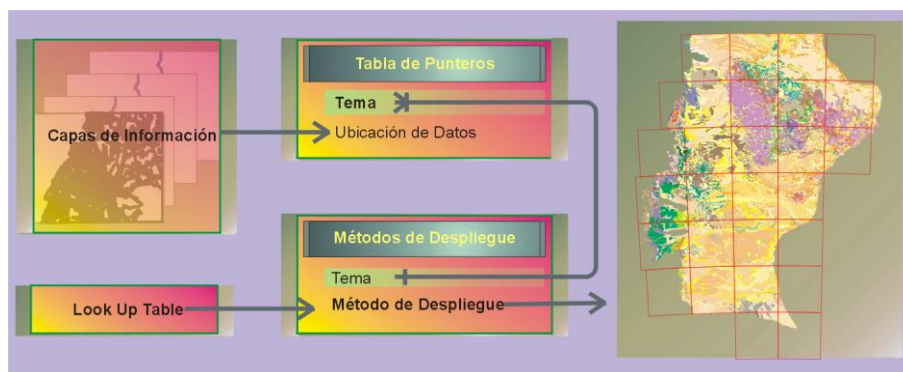 Capas de Información
Tabla de Punteros
Tema
Ubicación de Datos
Métodos de Despliegue
Tema
Método de Despliegue
Look Up Table